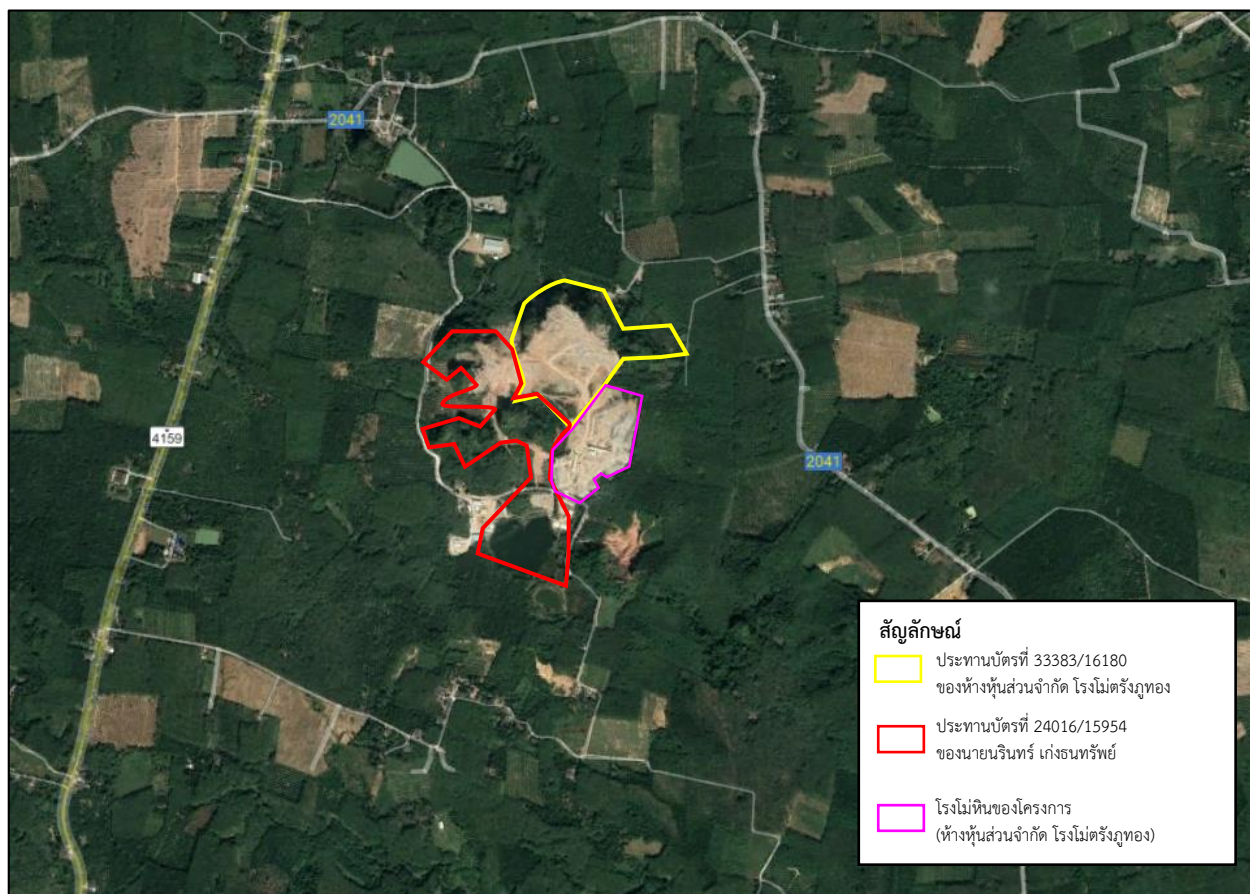 2041
4159
2041
สัญลักษณ์
ประทานบัตรที่ 33383/16180
ของห้างหุ้นส่วนจำกัด โรงโม่ตรังภูทอง
ประทานบัตรที่ 24016/15954
ของนายนรินทร์ เก่งธนทรัพย์
โรงโม่หินของโครงการ
(ห้างหุ้นส่วนจำกัด โรงโม่ตรังภูทอง)